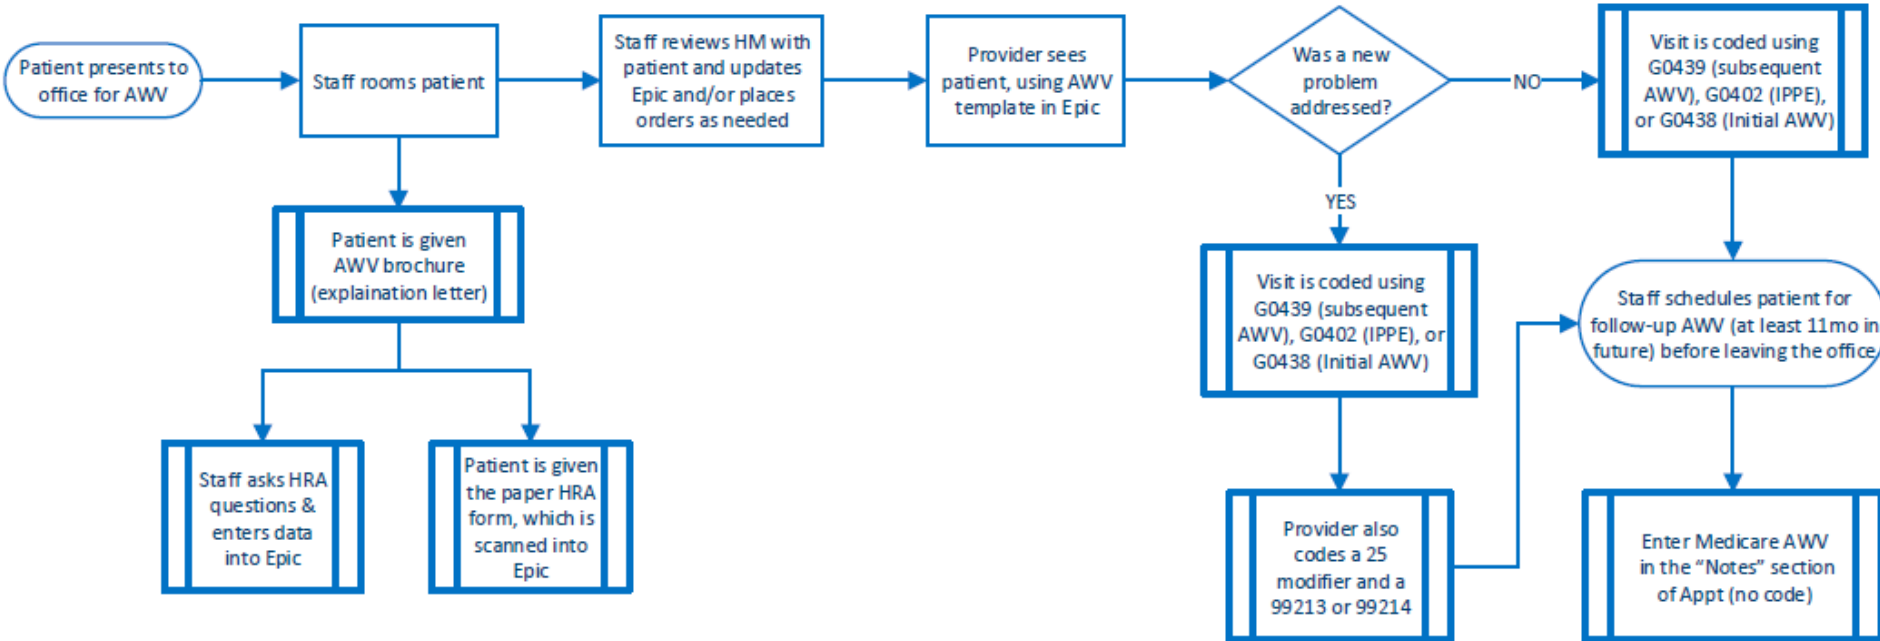 Patient presents to
office for AWV
Staff rooms patient
Staff reviews HM with
patient and updates
Epic and/or places
orders as needed
Provider sees
patient, using AWV
template in Epic
Was a new
problem
addressed?
NO
Visit is coded using
G0439 (subsequent
AWV), G0402 (IPPE),
or G0438 (Initial AWV)
YES
Patient is given
AWV brochure
(explaination letter)
Visit is coded using
G0439 (subsequent
AWV), G0402 (IPPE), or
G0438 (Initial AWV)
Staff schedules patient for
follow-up AWV (at least 11mo in
future) before leaving the office
Staff asks HRA
questions &
enters data
into Epic
Patient is given
the paper HRA
form, which is
scanned into
Epic
Provider also
codes a 25
modifier and a
99213 or 99214
Enter Medicare AWV
in the “Notes” section
of Appt (no code)